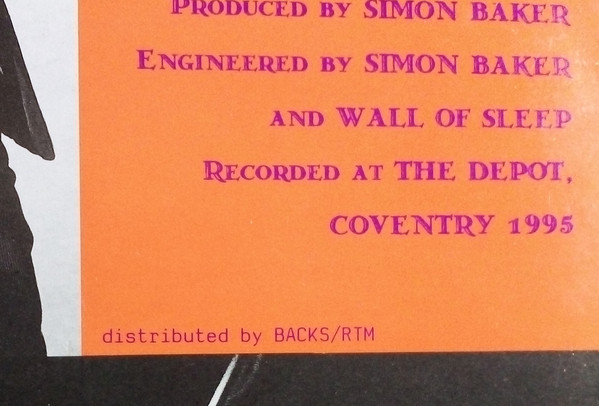 Produced by SIMON BAKER
Engineered by SIMON BAKER
and WALL OF SLEEP
Recorded at THE DEPOT,
COVENTRY 1995
distributed by BACKS/RTM